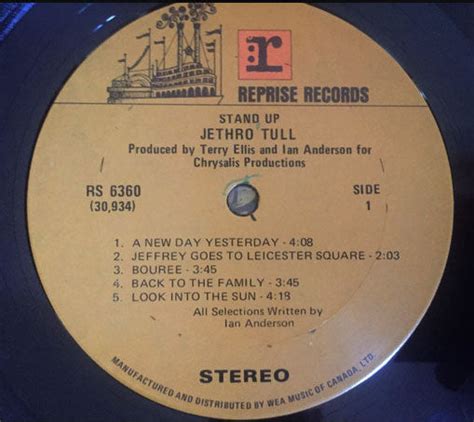 r
REPRISE RECORDS
STAND UP
JETHRO TULL
Produced by Terry Ellis and Ian Anderson for
Chrysalis Productions
RS 6360
(30,934)
SIDE
1
1. A NEW DAY YESTERDAY - 4:08
2. JEFFREY GOES TO LEICESTER SQUARE - 2:03
3. BOUREE - 3:45
4. BACK TO THE FAMILY - 3:45
5. LOOK INTO THE SUN - 4:18
All Selections Written by
Ian Anderson
STEREO
MANUFACTURED AND DISTRIBUTED BY WEA MUSIC OF CANADA, LTD.